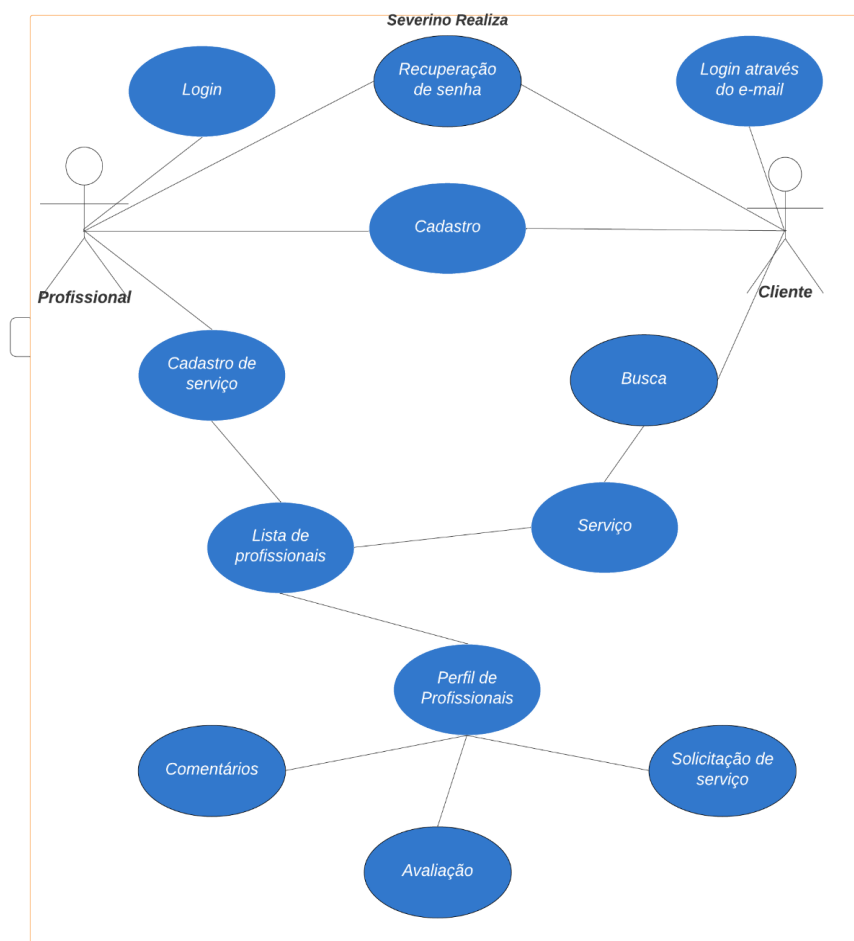 Severino Realiza
Login
Recuperação
de senha
Login através
do e-mail
Cadastro
Profissional
Cliente
Cadastro de
serviço
Busca
Lista de
profissionais
Serviço
Perfil de
Profissionais
Comentários
Solicitação de
serviço
Avaliação